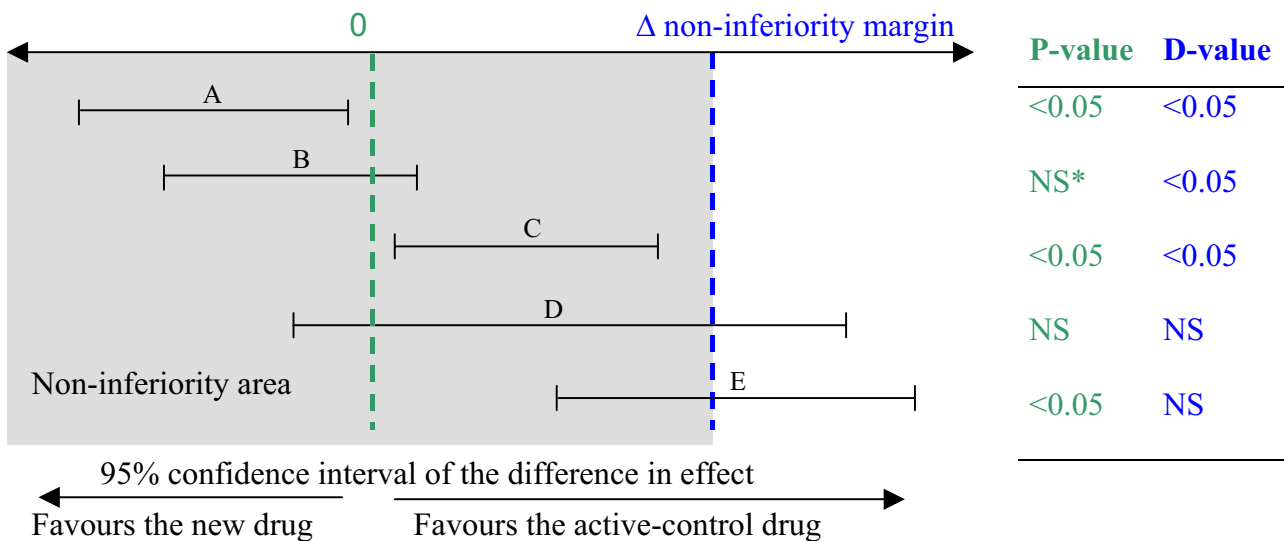 0 Δ non-inferiority margin
P-value D-value
A <0.05 <0.05
B NS* <0.05
C <0.05 <0.05
D NS NS
Non-inferiority area E <0.05 NS
95% confidence interval of the difference in effect
Favours the new drug Favours the active-control drug